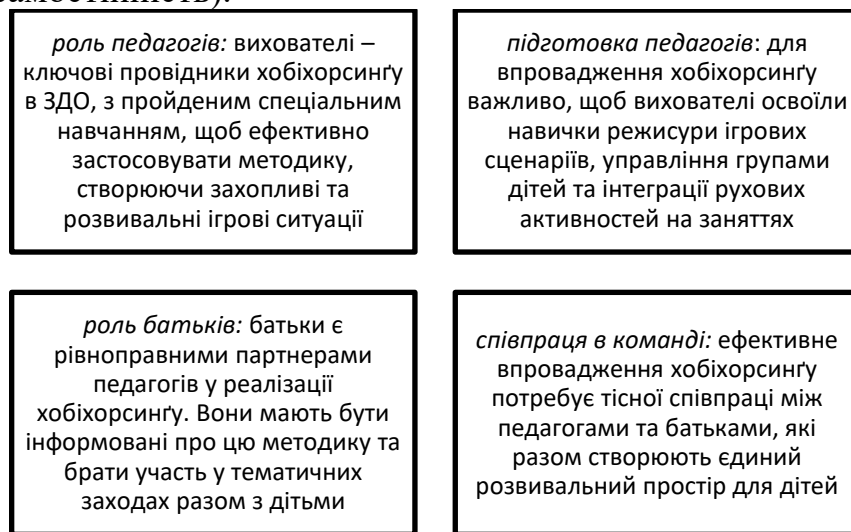 роль педагогів: вихователі –
ключові провідники хобіхорсинґу
в ЗДО, з пройденим спеціальним
навчанням, щоб ефективно
застосовувати методику,
створюючи захопливі та
розвивальні ігрові ситуації
підготовка педагогів: для
впровадження хобіхорсинґу
важливо, щоб вихователі освоїли
навички режисури ігрових
сценаріїв, управління групами
дітей та інтеграції рухових
активностей на заняттях
роль батьків: батьки є
рівноправними партнерами
педагогів у реалізації
хобіхорсинґу. Вони мають бути
інформовані про цю методику та
брати участь у тематичних
заходах разом з дітьми
співпраця в команді: ефективне
впровадження хобіхорсинґу
потребує тісної співпраці між
педагогами та батьками, які
разом створюють єдиний
розвивальний простір для дітей